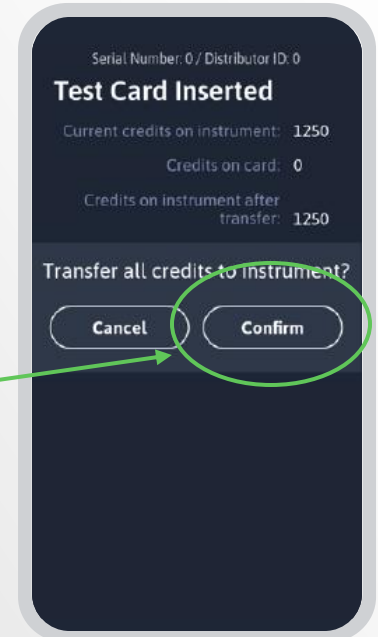 Serial Number: 0 / Distributor ID: 0
Test Card Inserted
Current credits on instrument: 1250
Credits on card: 0
Credits on instrument after
transfer: 1250
Transfer all credits to instrument?
Cancel Confirm